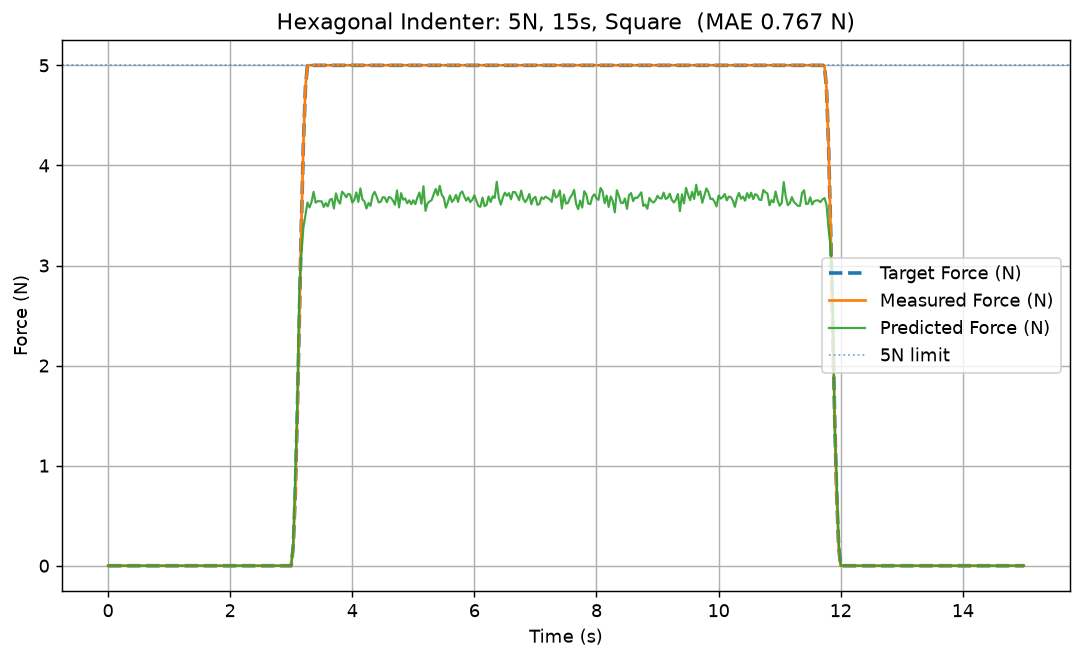 Hexagonal Indenter: 5N, 15s, Square  (MAE 0.767 N)
Force (N)
5
4
3
2
1
0
Target Force (N)
Measured Force (N)
Predicted Force (N)
5N limit
0 2 4 6 8 10 12 14
Time (s)